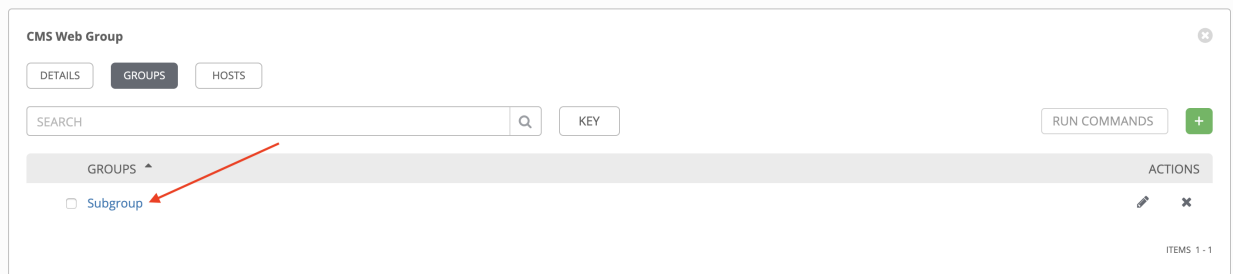 CMS Web Group
DETAILS GROUPS HOSTS
SEARCH KEY RUN COMMANDS +
GROUPS ACTIONS
Subgroup
ITEMS 1 - 1